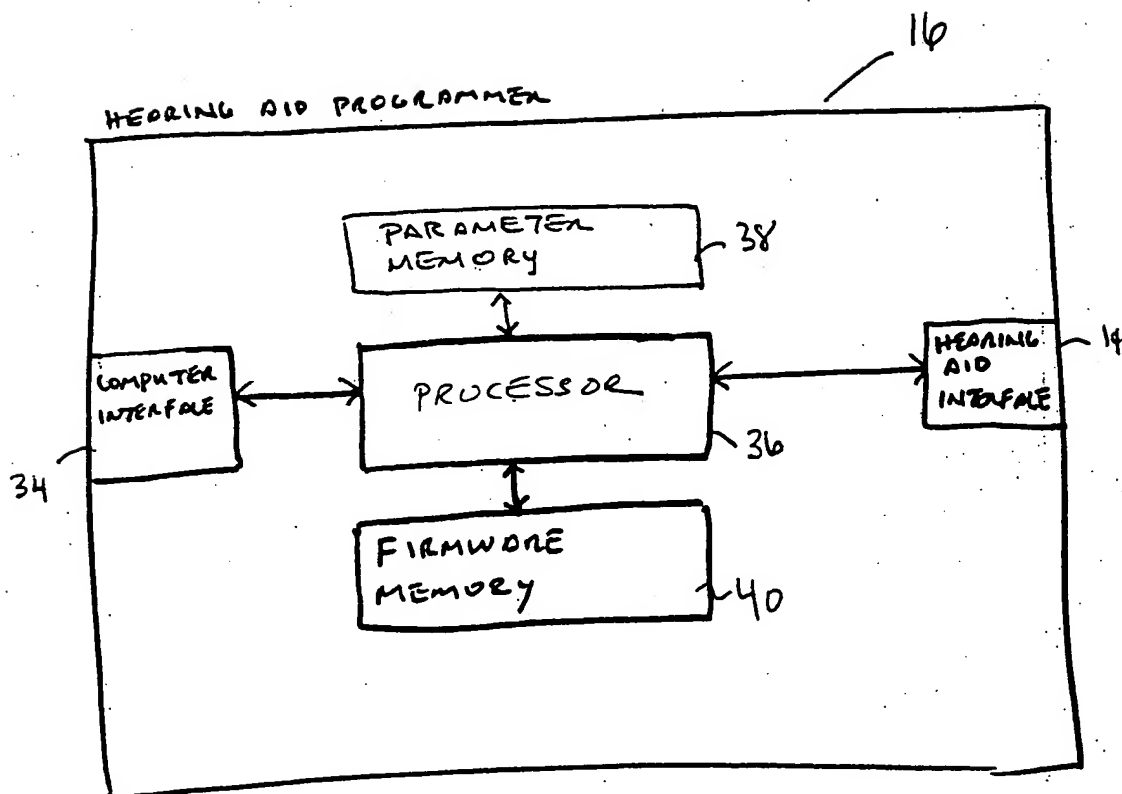 16
HEARING AID PROGRAMMER
PARAMETER
MEMORY
38
COMPUTER
INTERFACE
34
PROCESSOR
36
HEARING
AID
INTERFACE
14
FIRMWARE
MEMORY
40